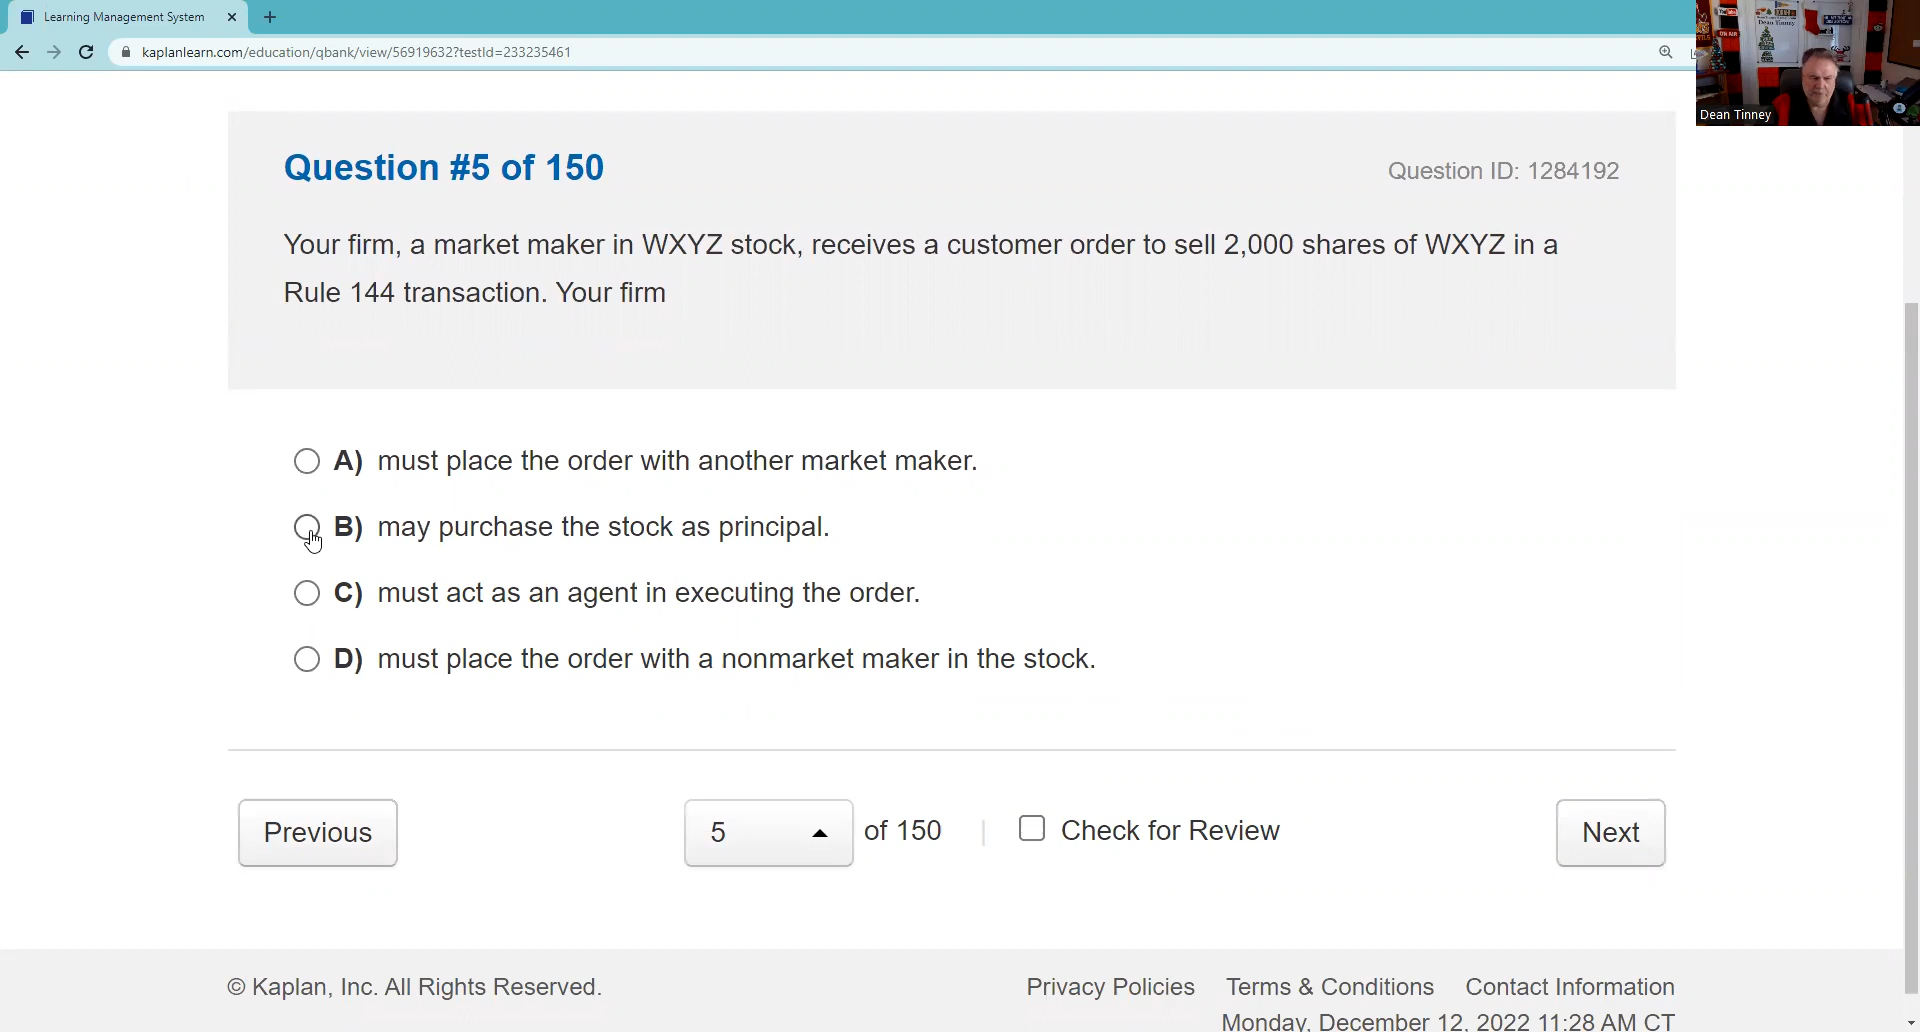 Learning Management System
kaplanlearn.com/education/qbank/view/56919632?testId=233235461
ON AIR
Dean Tinney
Dean Tinney
Question #5 of 150
Question ID: 1284192
Your firm, a market maker in WXYZ stock, receives a customer order to sell 2,000 shares of WXYZ in a
Rule 144 transaction. Your firm
A) must place the order with another market maker.
B) may purchase the stock as principal.
C) must act as an agent in executing the order.
D) must place the order with a nonmarket maker in the stock.
Previous
5 of 150 | Check for Review
Next
© Kaplan, Inc. All Rights Reserved.
Privacy Policies Terms & Conditions Contact Information
Monday, December 12, 2022 11:28 AM CT